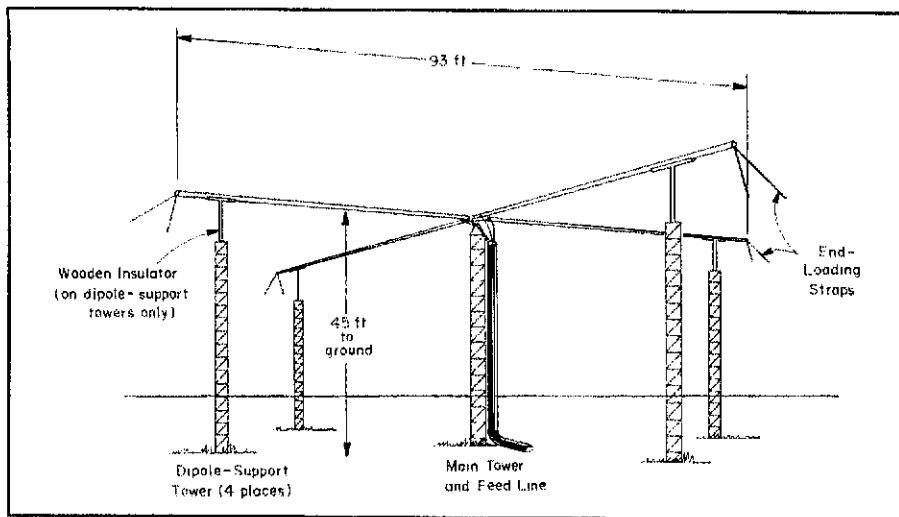 93 ft
Wooden Insulator
(on dipole-support
towers only)
45 ft
to
ground
End-
Loading
Straps
Dipole-Support
Tower (4 places)
Main Tower
and Feed Line